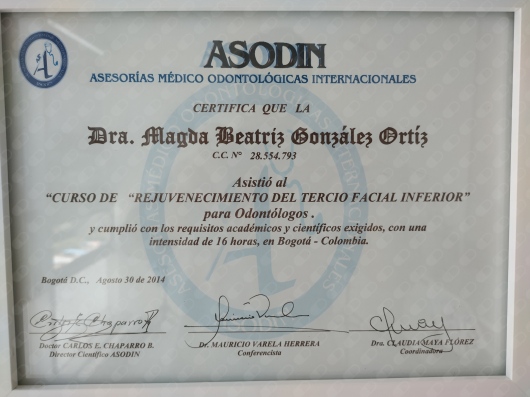 ASODIN
ASESORÍAS MÉDICO ODONTOLÓGICAS INTERNACIONALES
CERTIFICA QUE LA
Dra. Magda Beatríz González Ortíz
C.C. Nº 28.554.793
Asistió al
"CURSO DE "REJUVENECIMIENTO DEL TERCIO FACIAL INFERIOR"
para Odontólogos .
y cumplió con los requisitos académicos y científicos exigidos, con una
intensidad de 16 horas, en Bogotá - Colombia.
Bogotá D.C., Agosto 30 de 2014
Doctor CARLOS E. CHAPARRO B.
Director Científico ASODIN
Dr. MAURICIO VARELA HERRERA
Conferencista
Dra. CLAUDIA MAYA FLÓREZ
Coordinadora